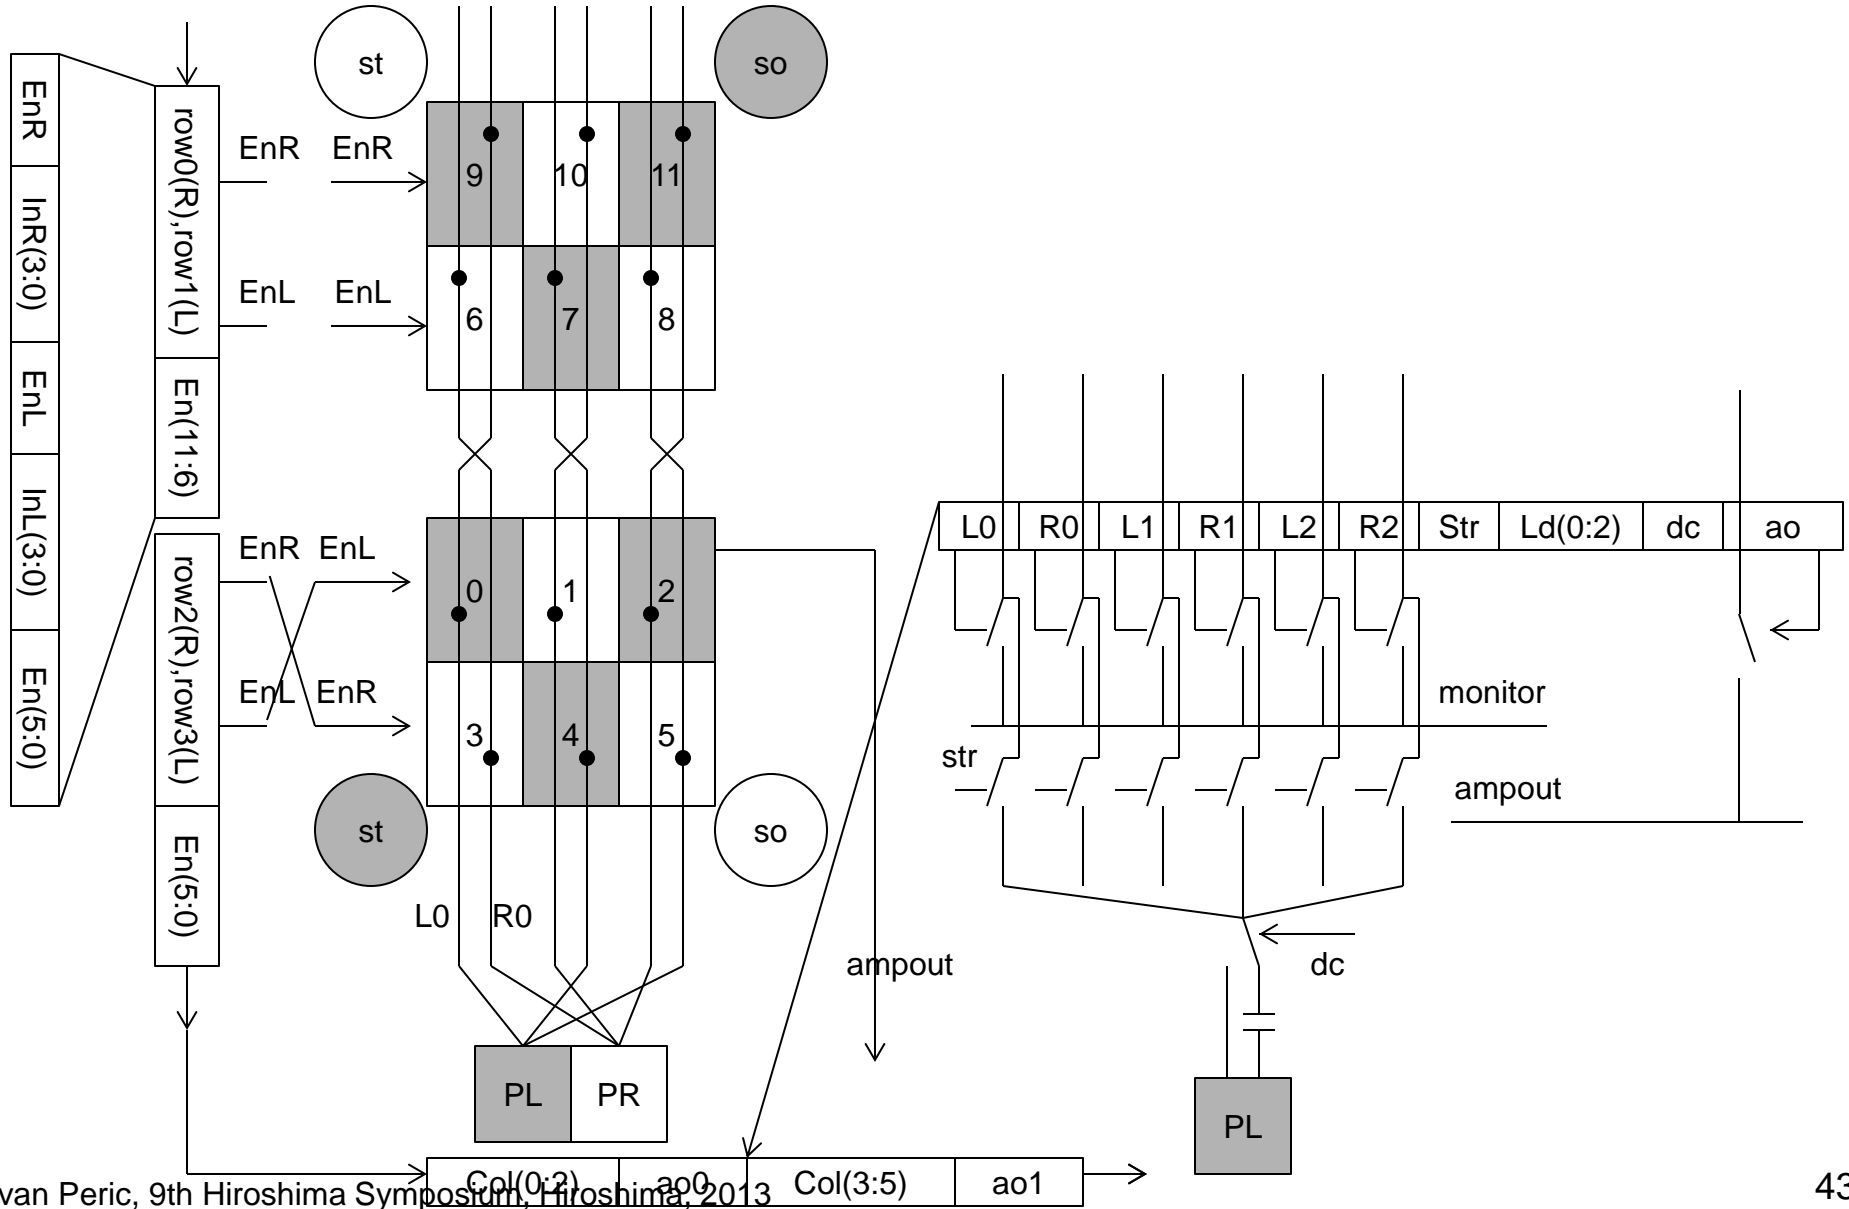 EnR
InR(3:0)
EnL
InL(3:0)
En(5:0)
row0(R),row1(L)
En(11:6)
row2(R),row3(L)
En(5:0)
st
so
EnR EnR
9 10 11
EnL EnL
6 7 8
EnR EnL
0 1 2
EnL EnR
3 4 5
st
so
L0 R0
ampout
PL PR
Col(0:2) ao0 Col(3:5) ao1
L0 R0 L1 R1 L2 R2 Str Ld(0:2) dc ao
monitor
str
ampout
dc
PL
van Peric, 9th Hiroshima Symposium, Hiroshima, 2013
43